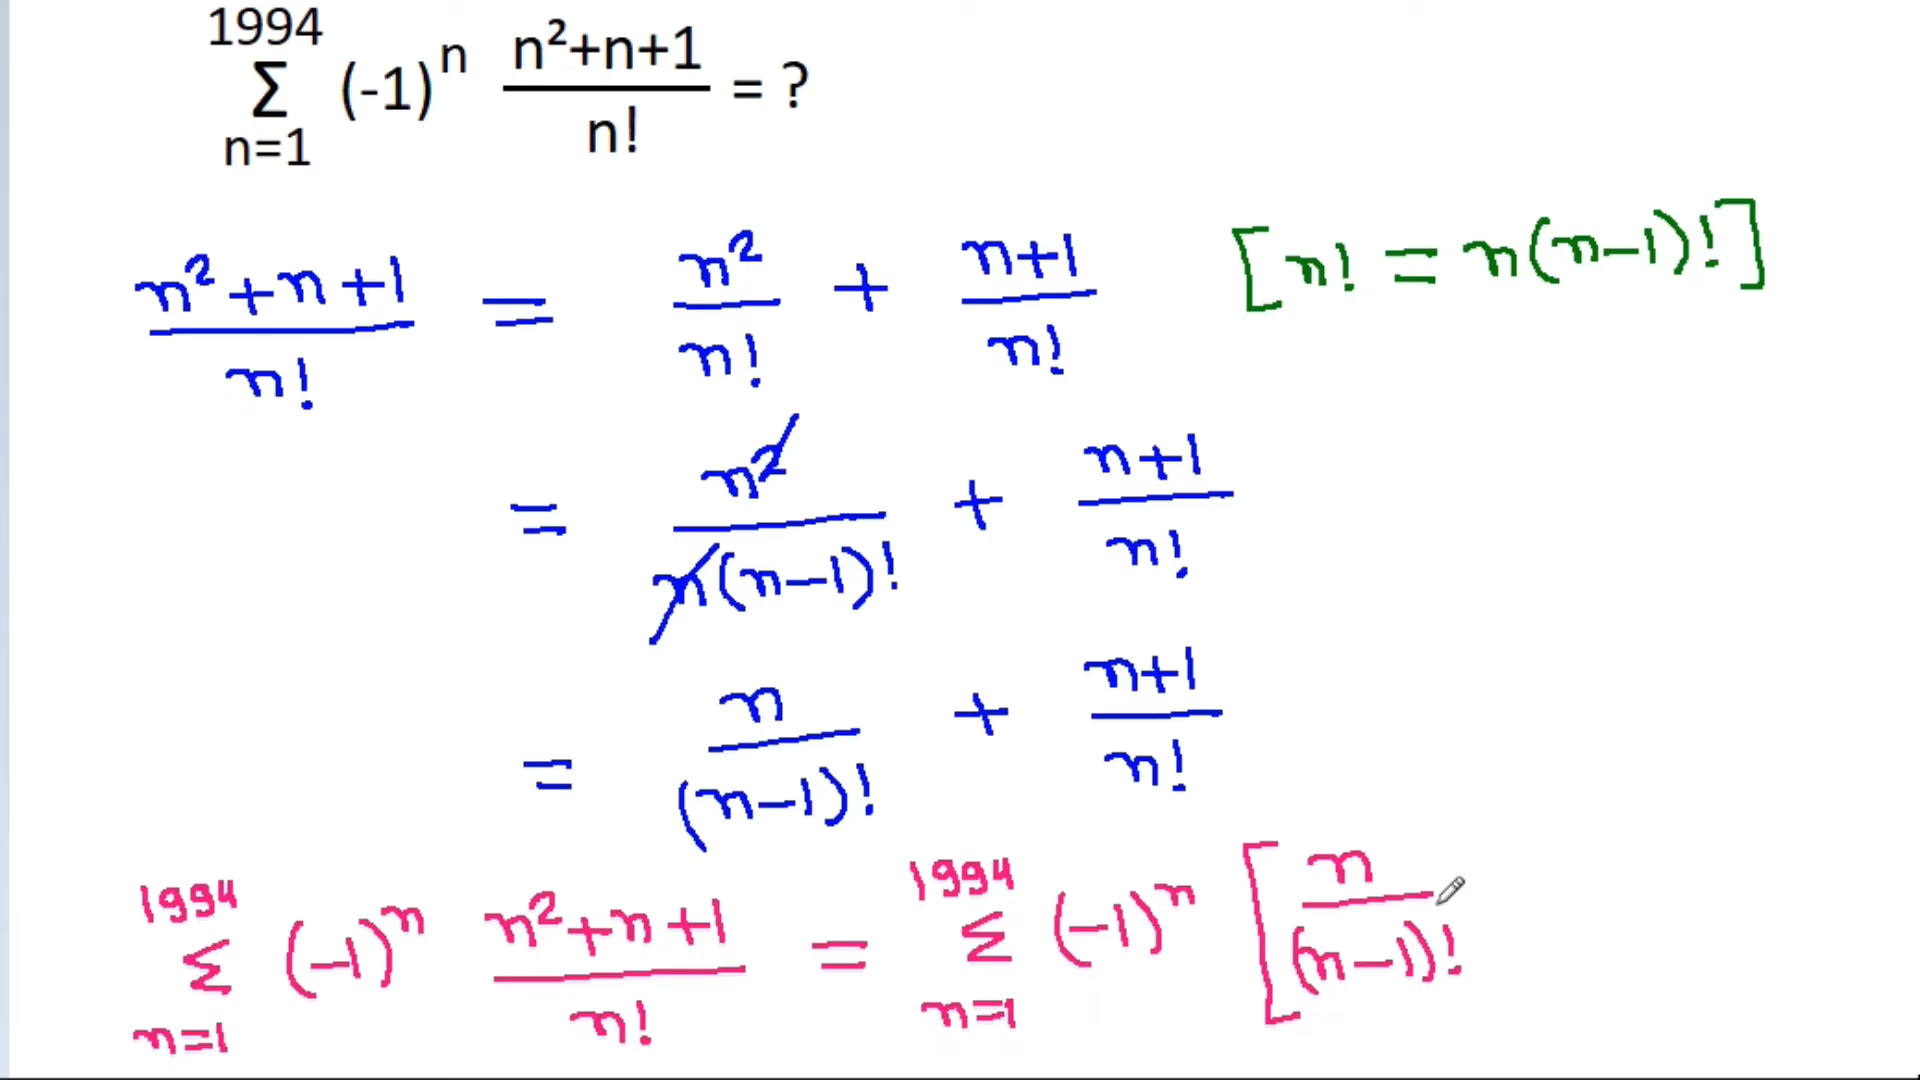 1994
Σ (-1)^n (n²+n+1)/n! = ?
n=1
(n²+n+1)/n! = n²/n! + (n+1)/n! [n! = n(n-1)!]
= n²/(n(n-1)!) + (n+1)/n!
= n/(n-1)! + (n+1)/n!
1994 1994
Σ (-1)^n (n²+n+1)/n! = Σ (-1)^n [n/(n-1)!
n=1 n=1